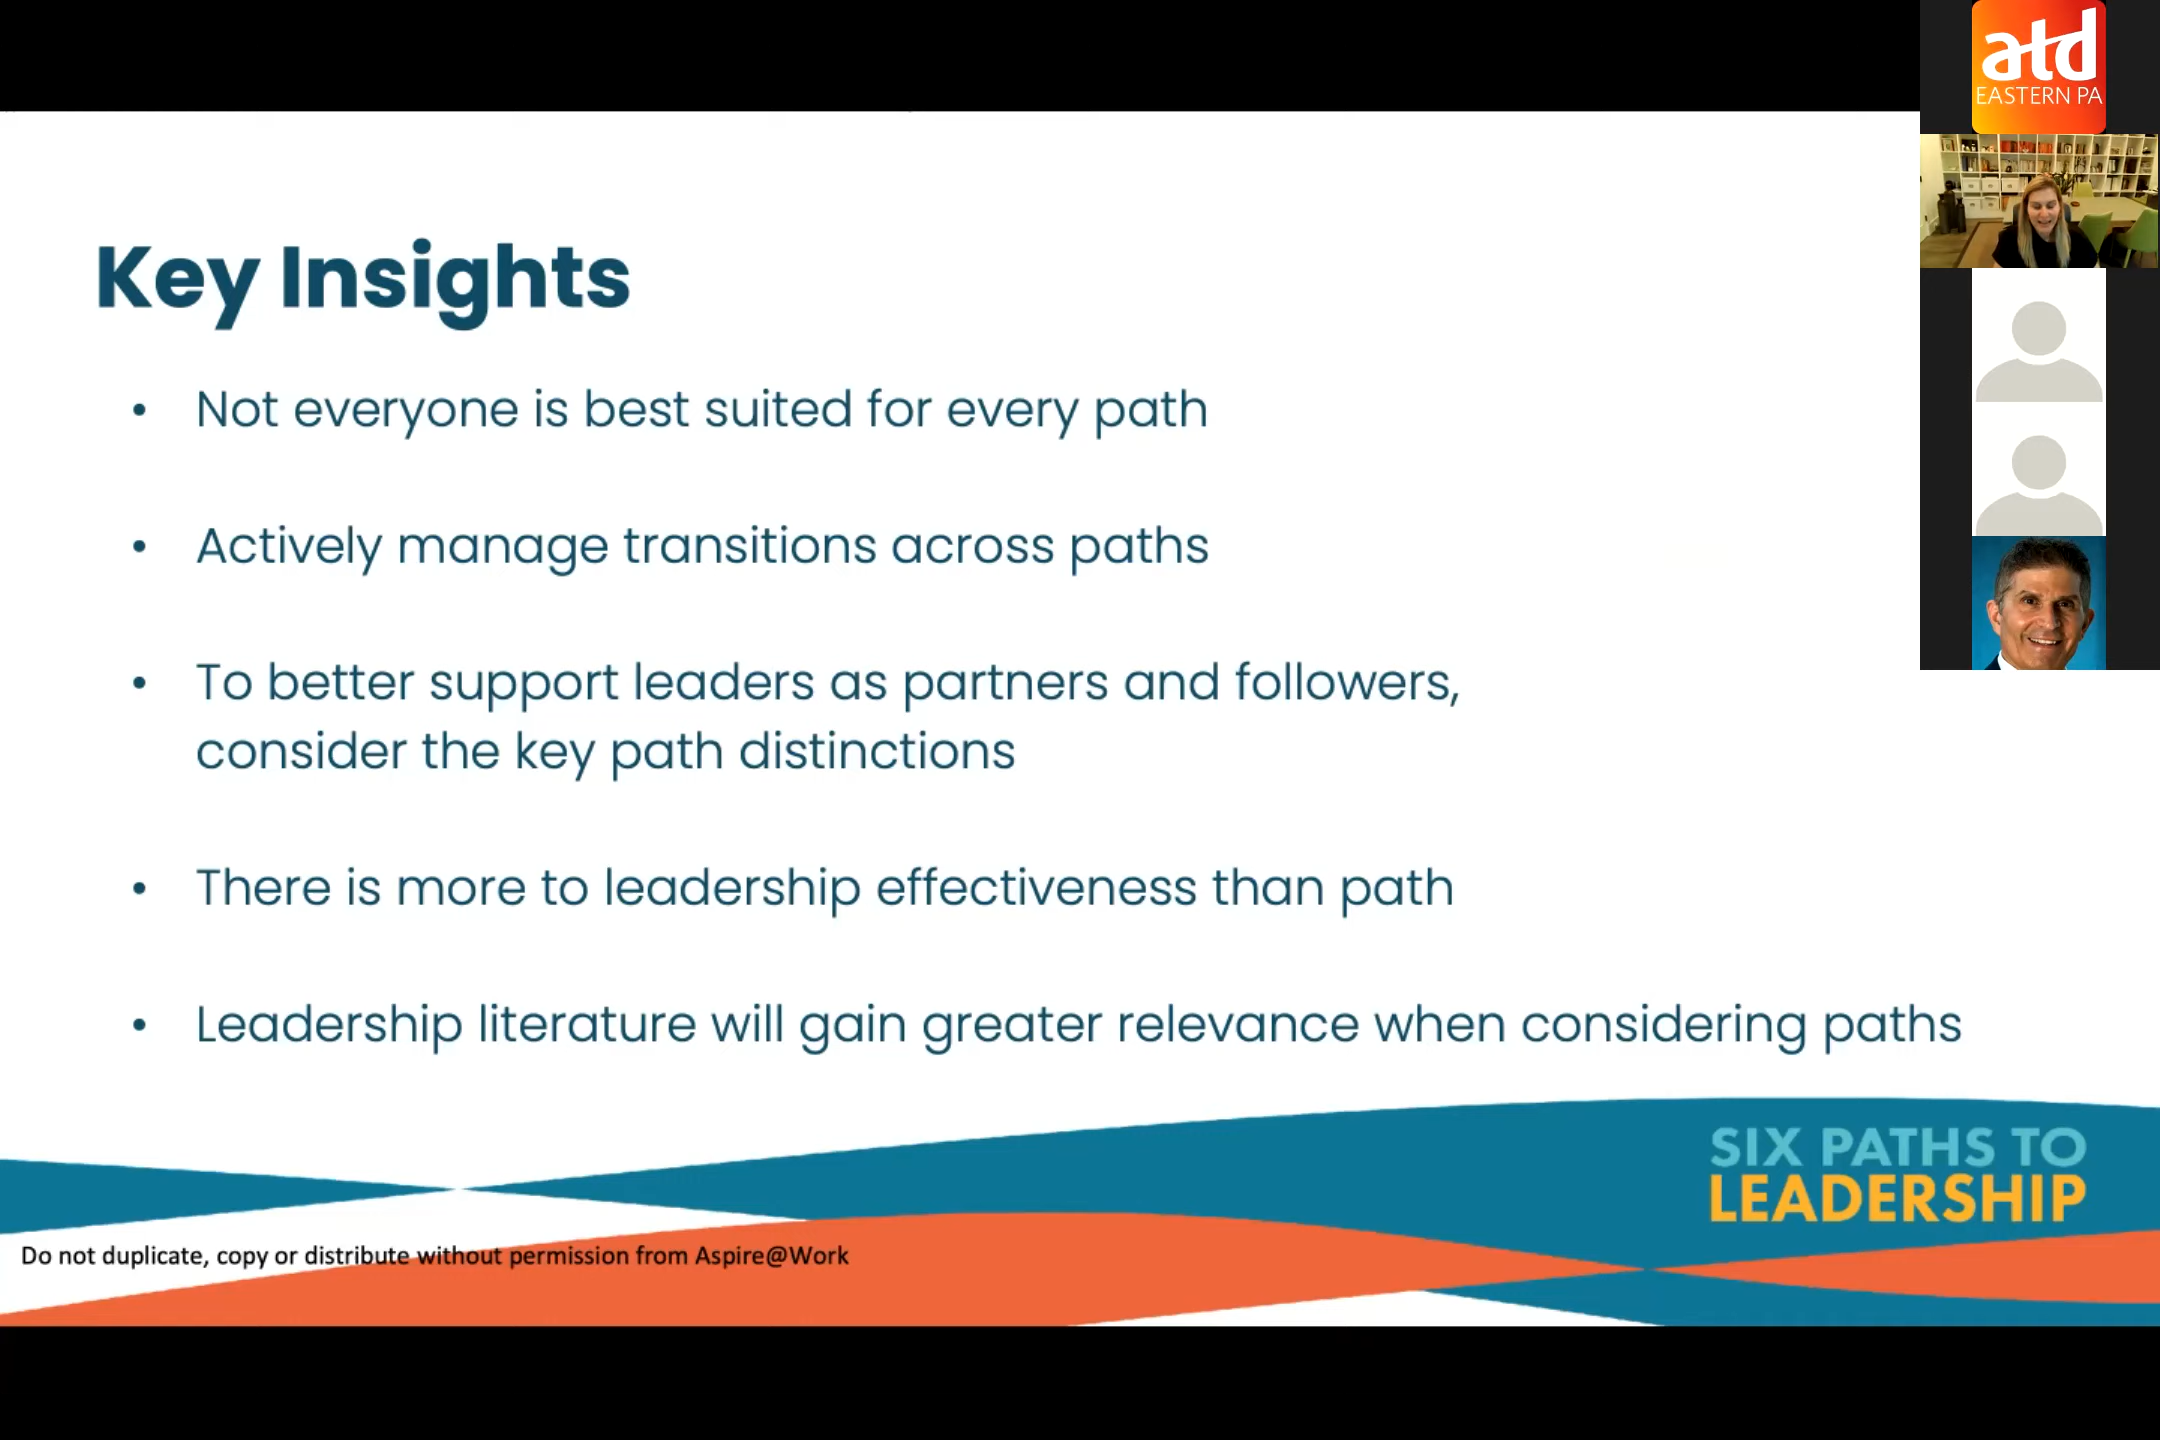 atd
EASTERN PA
Key Insights
• Not everyone is best suited for every path
• Actively manage transitions across paths
• To better support leaders as partners and followers,
consider the key path distinctions
• There is more to leadership effectiveness than path
• Leadership literature will gain greater relevance when considering paths
SIX PATHS TO
LEADERSHIP
Do not duplicate, copy or distribute without permission from Aspire@Work